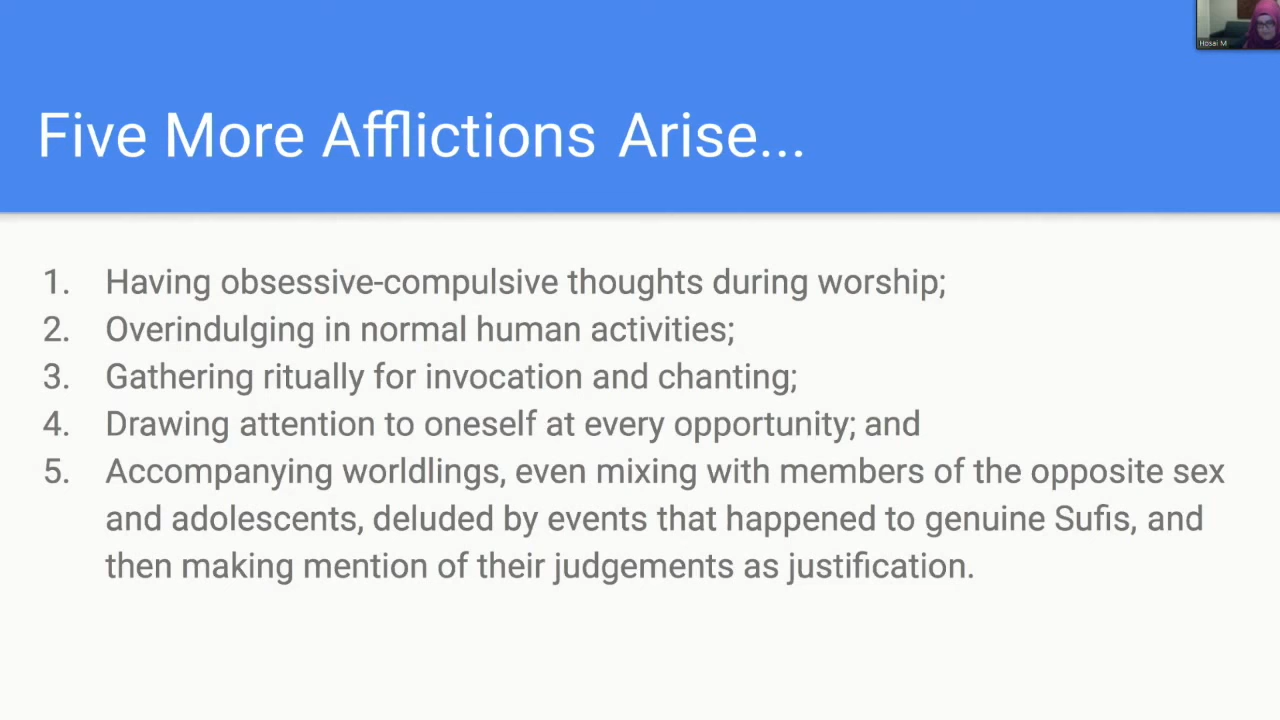 Hosai M
Five More Afflictions Arise...
1. Having obsessive-compulsive thoughts during worship;
2. Overindulging in normal human activities;
3. Gathering ritually for invocation and chanting;
4. Drawing attention to oneself at every opportunity; and
5. Accompanying worldlings, even mixing with members of the opposite sex
and adolescents, deluded by events that happened to genuine Sufis, and
then making mention of their judgements as justification.